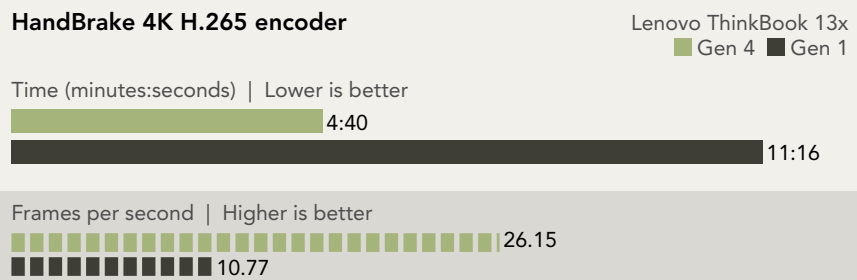 HandBrake 4K H.265 encoder
Lenovo ThinkBook 13x
Gen 4 Gen 1
Time (minutes:seconds) | Lower is better
4:40
11:16
Frames per second | Higher is better
26.15
10.77